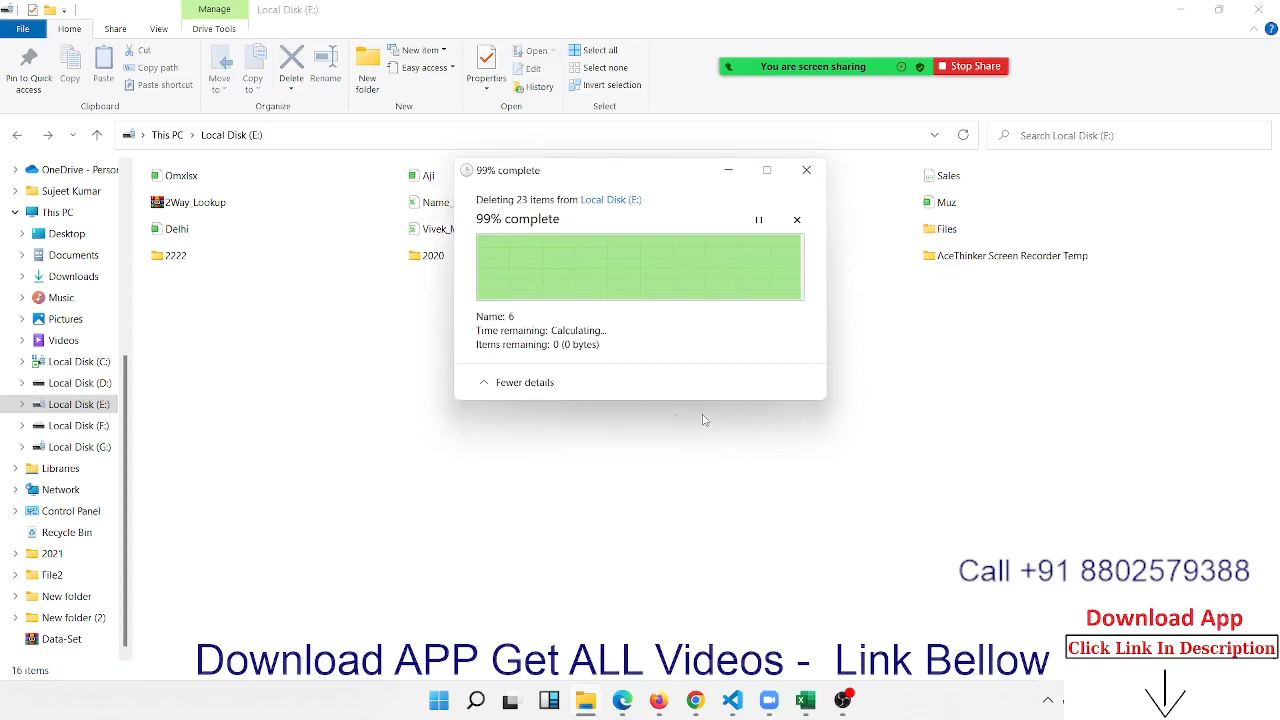 Manage
Local Disk (E:)
File
Home
Share
View
Drive Tools
Pin to Quick access
Copy
Paste
Cut
Copy path
Paste shortcut
Clipboard
to
to
Delete
Rename
Organize
New folder
New item
Easy access
New
Properties
Open
Edit
History
Open
Select all
Select none
Invert selection
Select
You are screen sharing
Stop Share
This PC
Local Disk (E:)
Search Local Disk (E:)
OneDrive - Person
Sujeet Kumar
This PC
Desktop
Documents
Downloads
Music
Pictures
Videos
Local Disk (C:)
Local Disk (D:)
Local Disk (E:)
Local Disk (F:)
Local Disk (G:)
Libraries
Network
Control Panel
Recycle Bin
2021
File2
New folder
New folder (2)
Data-Set
16 items
Omxlsx
2Way_Lookup
Delhi
2222
Aji
Name_
Vivek_
2020
Sales
Muz
Files
AceThinker Screen Recorder Temp
99% complete
Deleting 23 items from Local Disk (E:)
99% complete
Name: 6
Time remaining: Calculating...
Items remaining: 0 (0 bytes)
Fewer details
Call +91 8802579388
Download App
Click Link In Description
Download APP Get ALL Videos - Link Bellow